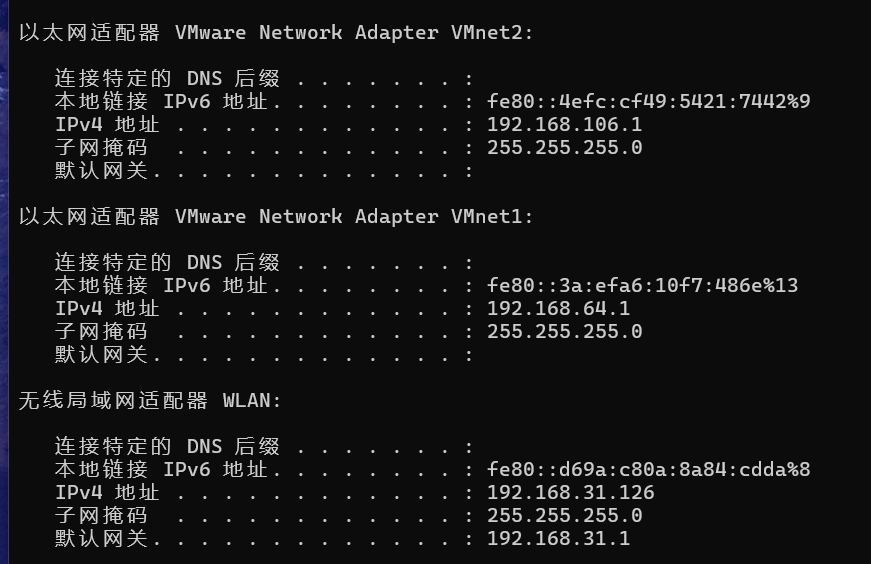 以太网适配器 VMware Network Adapter VMnet2:
连接特定的 DNS 后缀 . . . . . . . :
本地链接 IPv6 地址. . . . . . . . : fe80::4efc:cf49:5421:7442%9
IPv4 地址 . . . . . . . . . . . . : 192.168.106.1
子网掩码  . . . . . . . . . . . . : 255.255.255.0
默认网关. . . . . . . . . . . . . :
以太网适配器 VMware Network Adapter VMnet1:
连接特定的 DNS 后缀 . . . . . . . :
本地链接 IPv6 地址. . . . . . . . : fe80::3a:efa6:10f7:486e%13
IPv4 地址 . . . . . . . . . . . . : 192.168.64.1
子网掩码  . . . . . . . . . . . . : 255.255.255.0
默认网关. . . . . . . . . . . . . :
无线局域网适配器 WLAN:
连接特定的 DNS 后缀 . . . . . . . :
本地链接 IPv6 地址. . . . . . . . : fe80::d69a:c80a:8a84:cdda%8
IPv4 地址 . . . . . . . . . . . . : 192.168.31.126
子网掩码  . . . . . . . . . . . . : 255.255.255.0
默认网关. . . . . . . . . . . . . : 192.168.31.1